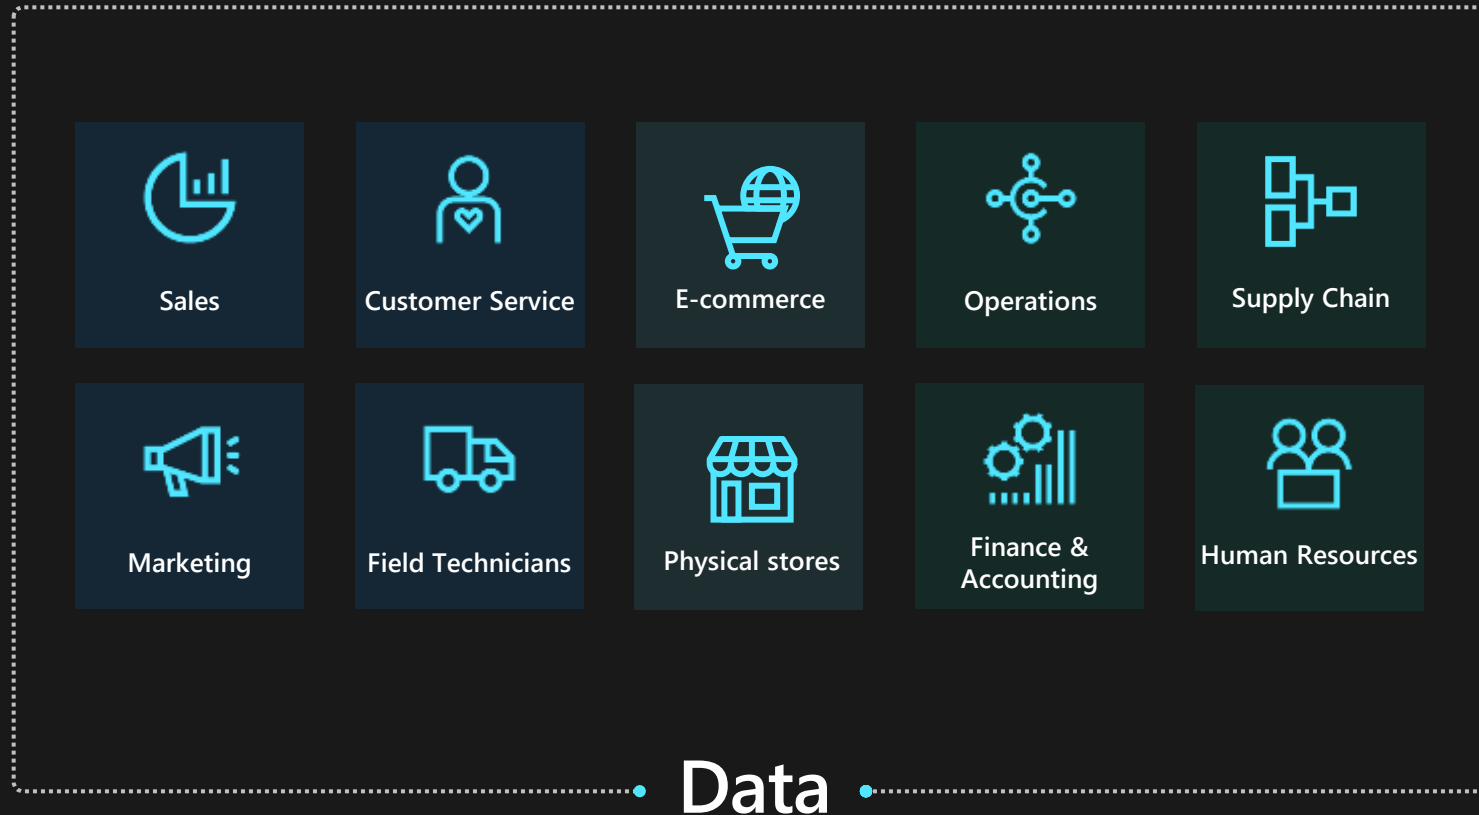 Sales
Customer Service
E-commerce
Operations
Supply Chain
Marketing
Field Technicians
Physical stores
Finance &
Accounting
Human Resources
Data